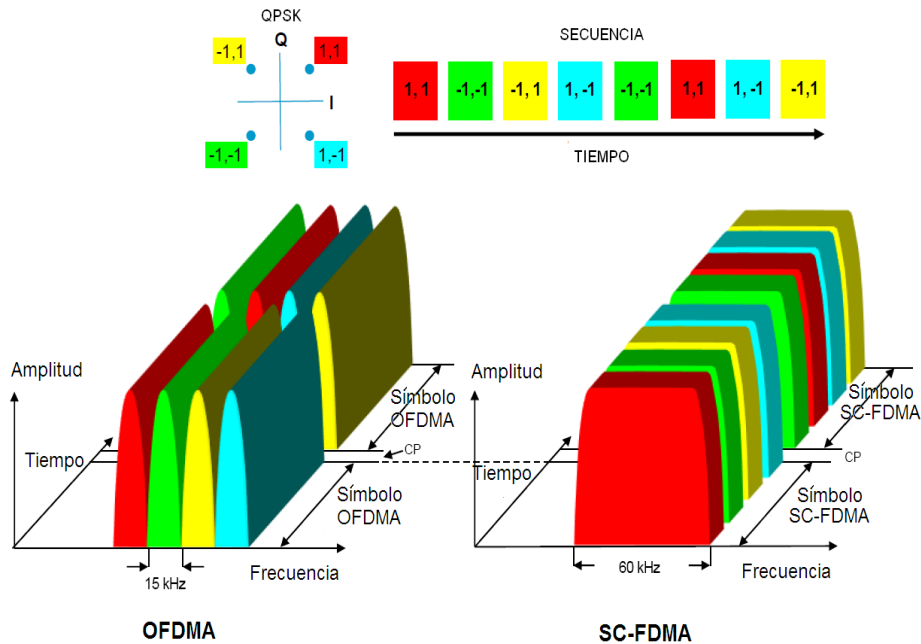 QPSK
Q
-1,1
1,1
I
-1,-1
1,-1
SECUENCIA
1, 1
-1,-1
-1, 1
1, -1
-1,-1
1,1
1, -1
-1,1
TIEMPO
Amplitud
Tiempo
Símbolo
OFDMA
CP
Símbolo
OFDMA
15 kHz
Frecuencia
OFDMA
Amplitud
Tiempo
Símbolo
SC-FDMA
CP
Símbolo
SC-FDMA
60 kHz
Frecuencia
SC-FDMA